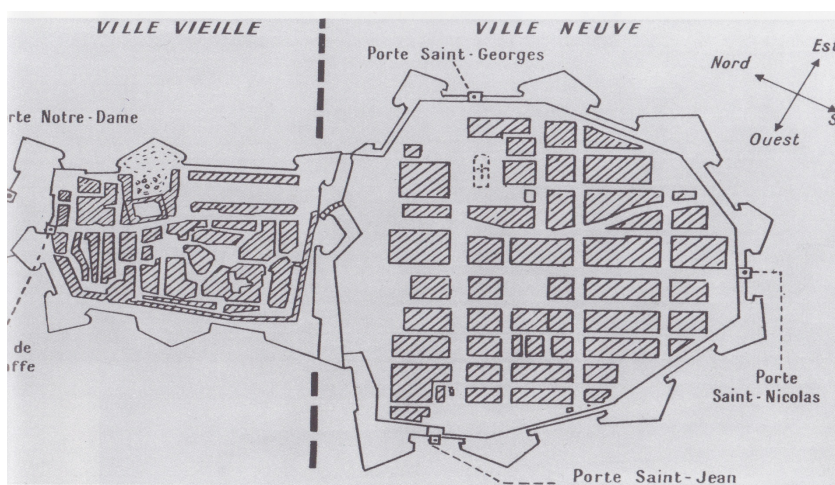 VILLE VIEILLE
VILLE NEUVE
Porte Saint-Georges
Est
Nord
S
Ouest
rte Notre-Dame
de
ffe
Porte
Saint-Nicolas
Porte Saint-Jean